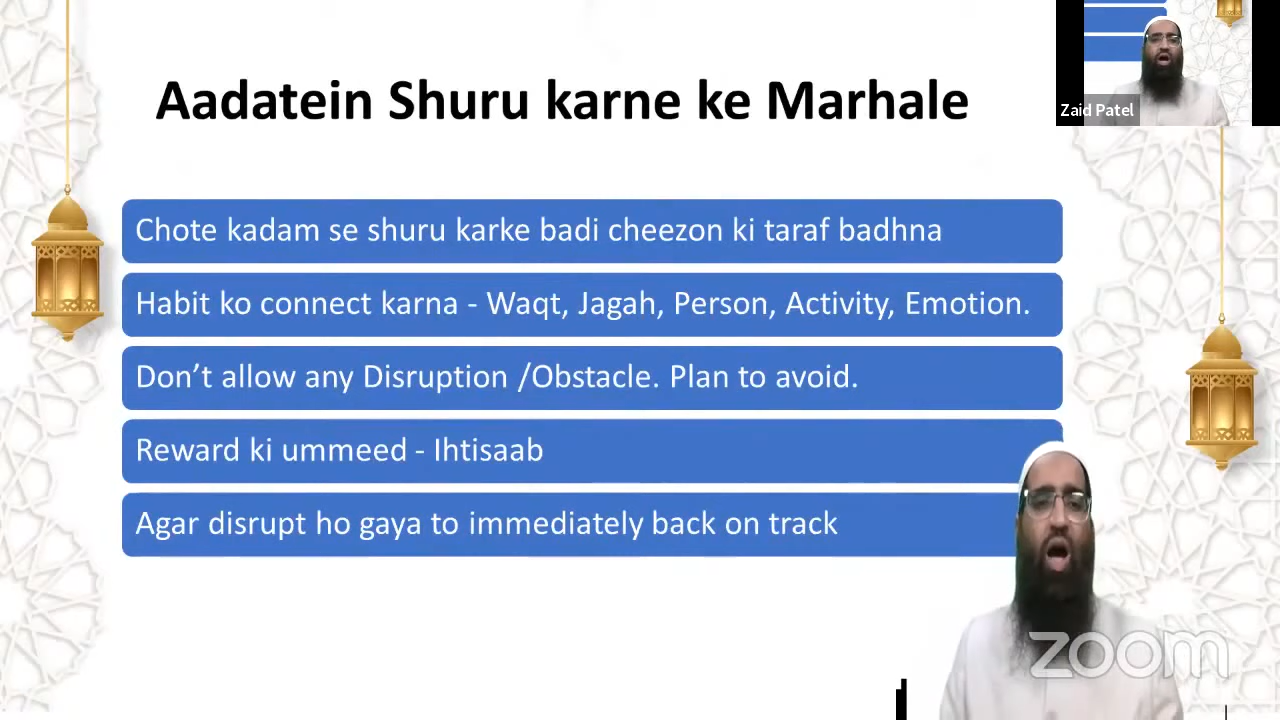 Aadatein Shuru karne ke Marhale
Zaid Patel
Chote kadam se shuru karke badi cheezon ki taraf badhna
Habit ko connect karna - Waqt, Jagah, Person, Activity, Emotion.
Don’t allow any Disruption /Obstacle. Plan to avoid.
Reward ki ummeed - Ihtisaab
Agar disrupt ho gaya to immediately back on track
zoom